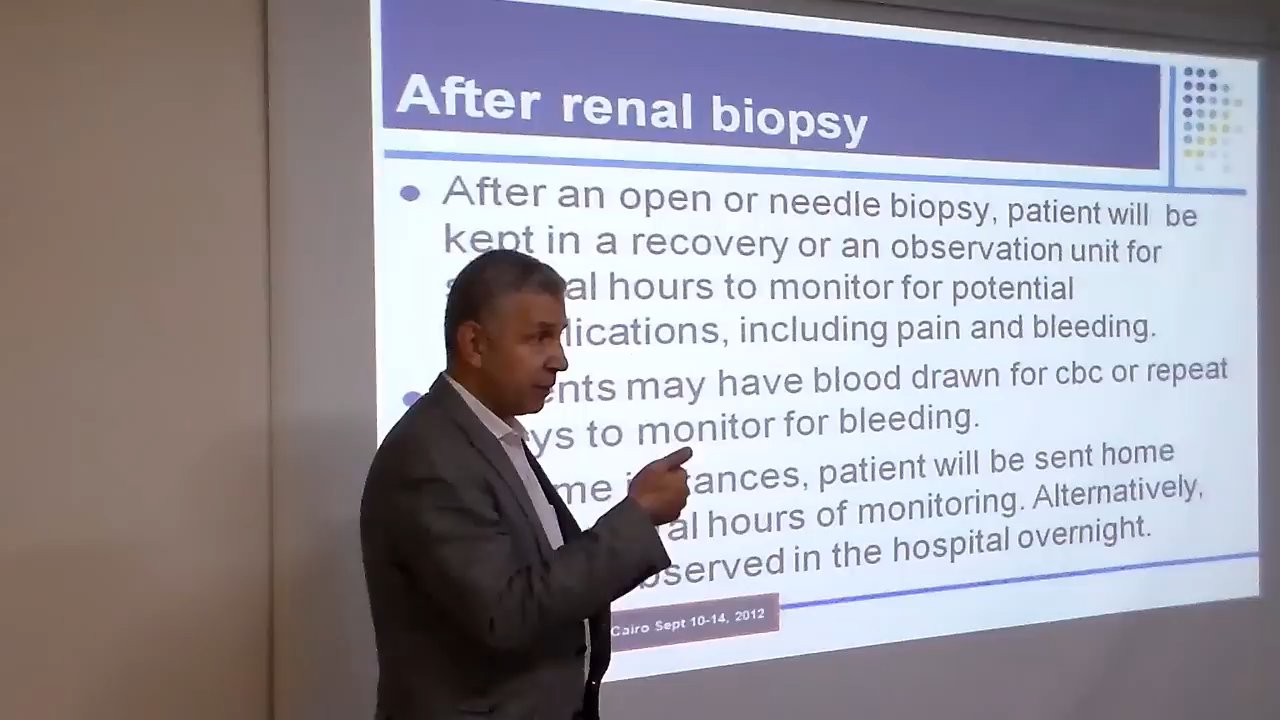 After renal biopsy
After an open or needle biopsy, patient will be
kept in a recovery or an observation unit for
al hours to monitor for potential
lications, including pain and bleeding.
ents may have blood drawn for cbc or repeat
ys to monitor for bleeding.
me ances, patient will be sent home
al hours of monitoring. Alternatively,
bserved in the hospital overnight.
Cairo Sept 10-14, 2012